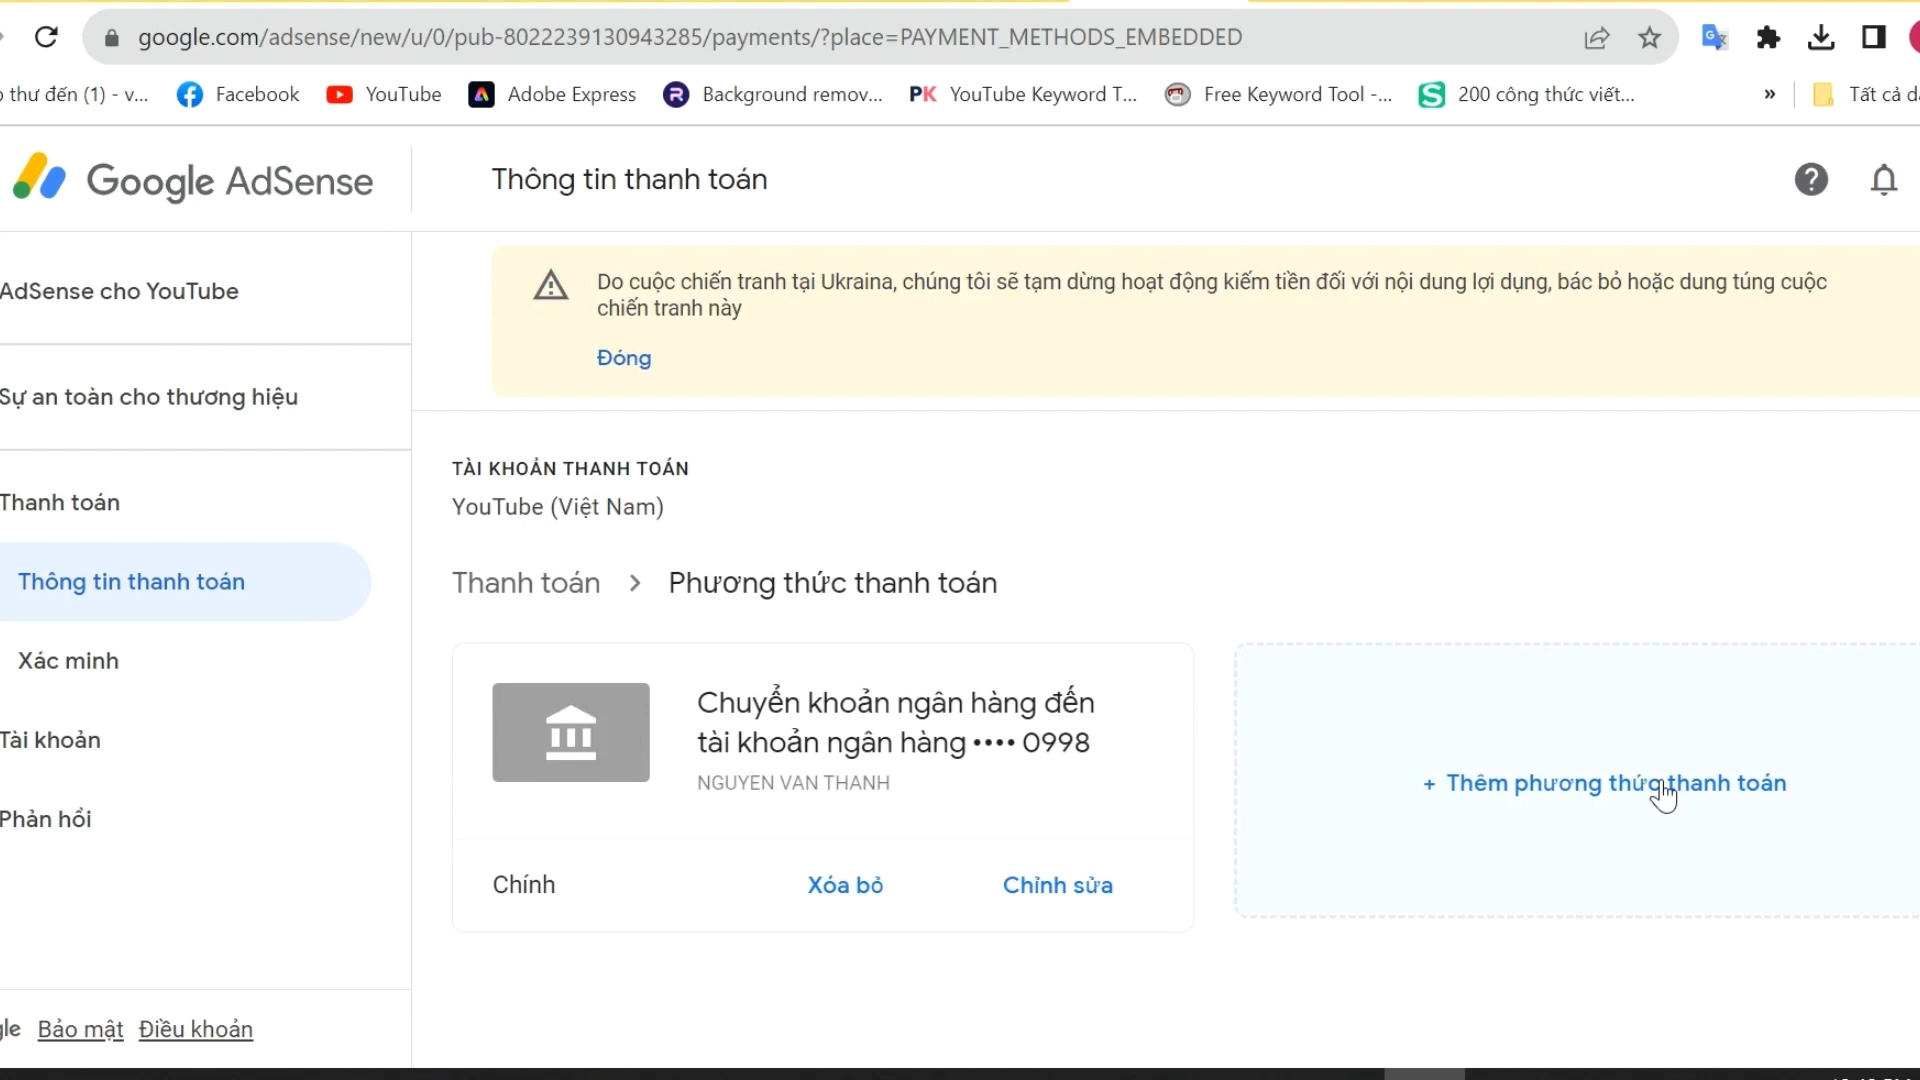 google.com/adsense/new/u/0/pub-8022239130943285/payments/?place=PAYMENT_METHODS_EMBEDDED
thư đến (1) - v...
Facebook
YouTube
Adobe Express
Background remov...
PK YouTube Keyword T...
Free Keyword Tool -...
200 công thức viết...
»
Tất cả
Google AdSense
Thông tin thanh toán
Do cuộc chiến tranh tại Ukraina, chúng tôi sẽ tạm dừng hoạt động kiếm tiền đối với nội dung lợi dụng, bác bỏ hoặc dung túng cuộc
chiến tranh này
Đóng
AdSense cho YouTube
Sự an toàn cho thương hiệu
Thanh toán
Thông tin thanh toán
Xác minh
Tài khoản
Phản hồi
TÀI KHOẢN THANH TOÁN
YouTube (Việt Nam)
Thanh toán > Phương thức thanh toán
Chuyển khoản ngân hàng đến
tài khoản ngân hàng •••• 0998
NGUYEN VAN THANH
Chính
Xóa bỏ
Chỉnh sửa
+ Thêm phương thức thanh toán
Bảo mật
Điều khoản